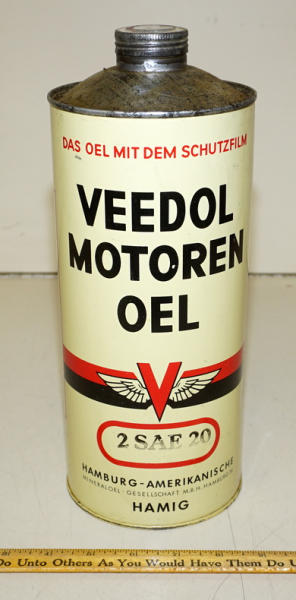 DAS OEL MIT DEM SCHUTZFILM
VEEDOL
MOTOREN
OEL
V
2 SAE 20
HAMBURG-AMERIKANISCHE
MINERALOEL-GESELLSCHAFT M.B.H. HAMBURG
HAMIG
Do Unto Others As You Would Have Them Do Un